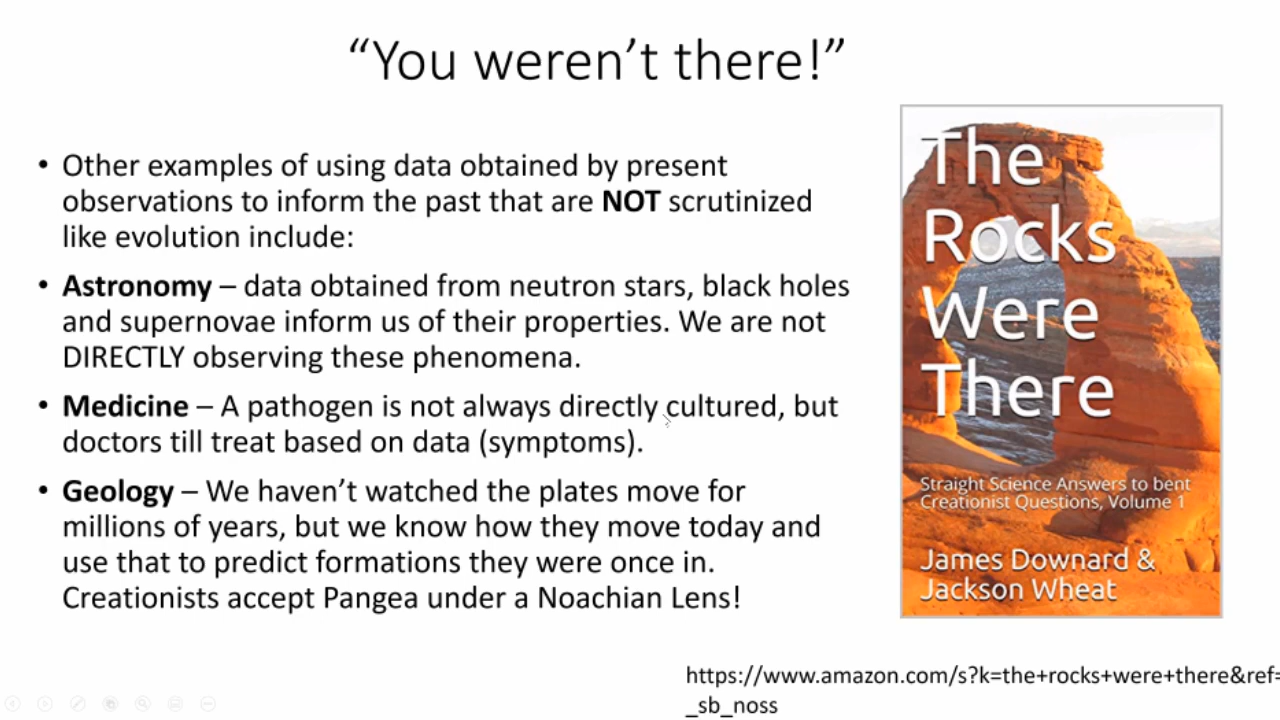 “You weren’t there!”
• Other examples of using data obtained by present
observations to inform the past that are NOT scrutinized
like evolution include:
• Astronomy – data obtained from neutron stars, black holes
and supernovae inform us of their properties. We are not
DIRECTLY observing these phenomena.
• Medicine – A pathogen is not always directly cultured, but
doctors till treat based on data (symptoms).
• Geology – We haven’t watched the plates move for
millions of years, but we know how they move today and
use that to predict formations they were once in.
Creationists accept Pangea under a Noachian Lens!
The
Rocks
Were
There
Straight Science Answers to bent
Creationist Questions, Volume 1
James Downard &
Jackson Wheat
https://www.amazon.com/s?k=the+rocks+were+there&ref=
_sb_noss